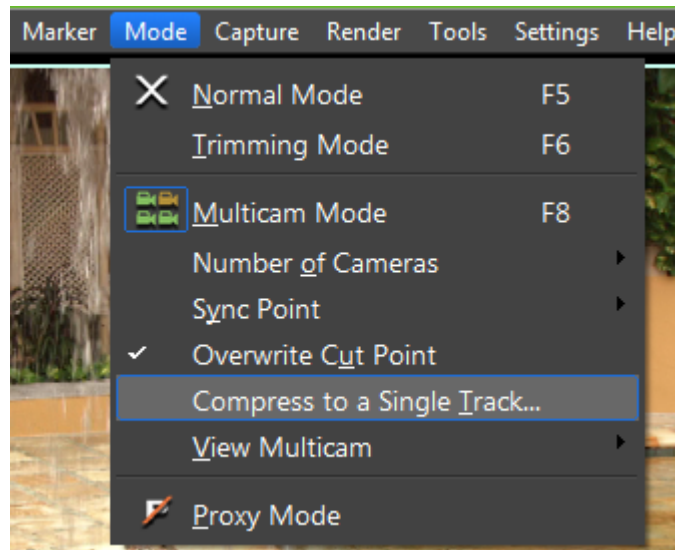 Marker Mode Capture Render Tools Settings Help
Normal Mode F5
Trimming Mode F6
Multicam Mode F8
Number of Cameras
Sync Point
Overwrite Cut Point
Compress to a Single Track...
View Multicam
Proxy Mode